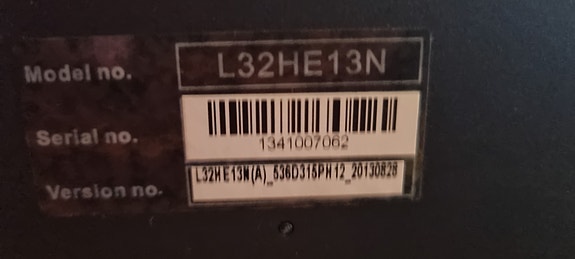 Model no. L32HE13N
Serial no. 1341007062
Version no. L32HE13N(A)_536D315PH12_20130828